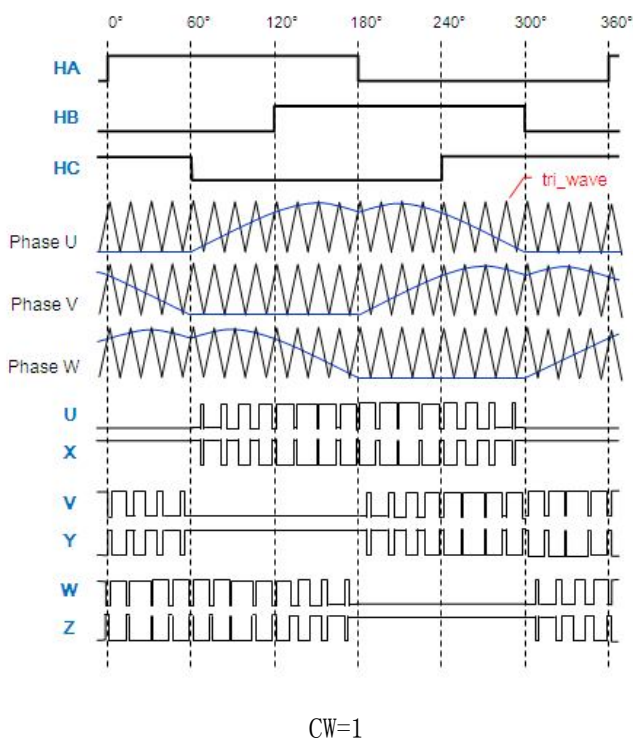 0° 60° 120° 180° 240° 300° 360°
HA
HB
HC
tri_wave
Phase U
Phase V
Phase W
U
X
V
Y
W
Z
CW=1